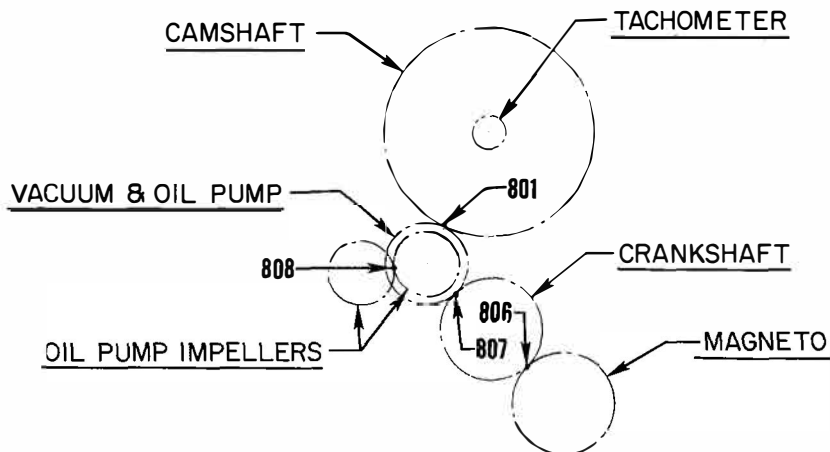 TACHOMETER
CAMSHAFT
801
VACUUM & OIL PUMP
CRANKSHAFT
808
806
OIL PUMP IMPELLERS
807
MAGNETO